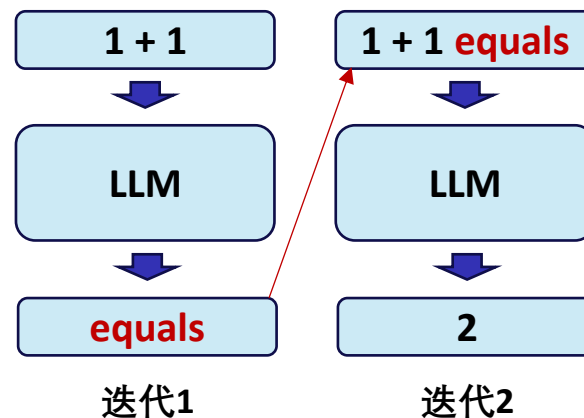 1 + 1
LLM
equals
迭代1
1 + 1 equals
LLM
2
迭代2